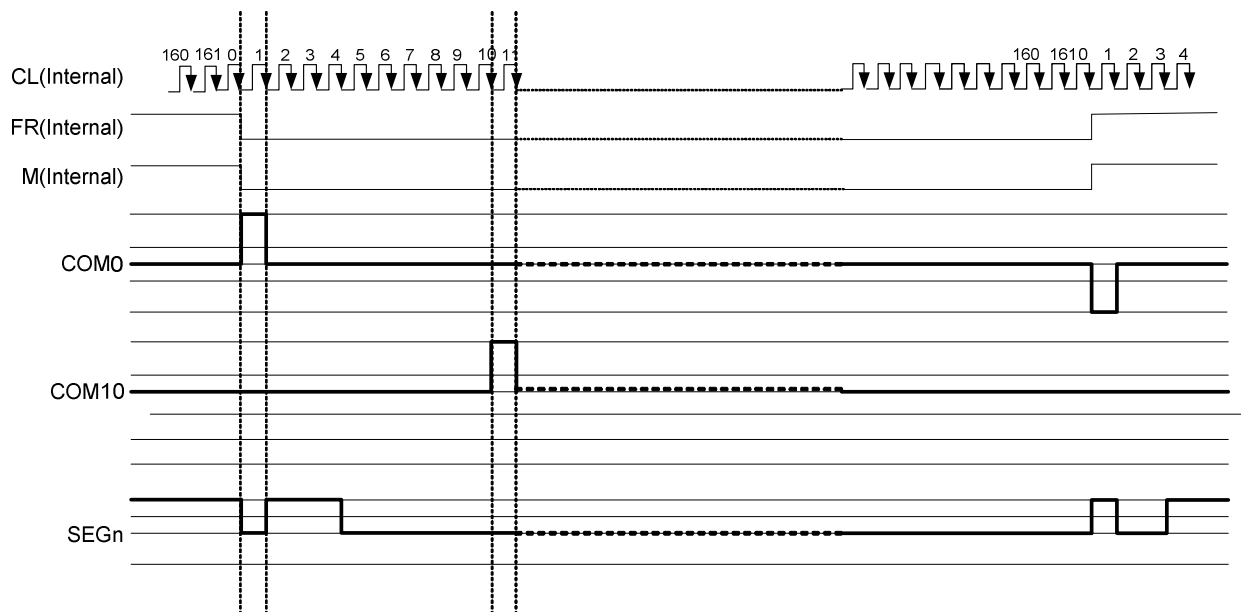 160 161 0 1 2 3 4 5 6 7 8 9 10 11 160 161 0 1 2 3 4
CL(Internal)
FR(Internal)
M(Internal)
COM0
COM10
SEGn